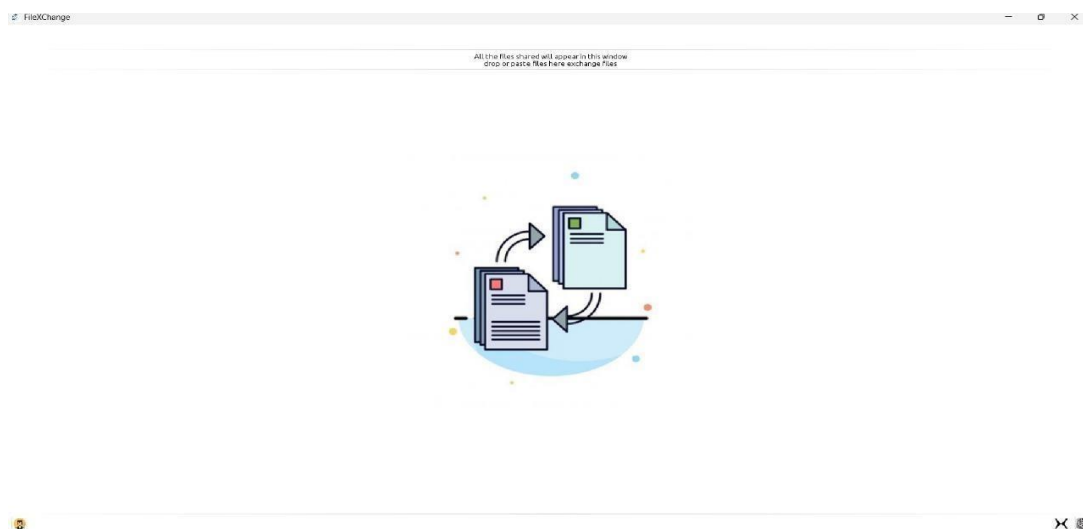 FileXChange
All the files shared will appear in this window
drop or paste files here exchange files